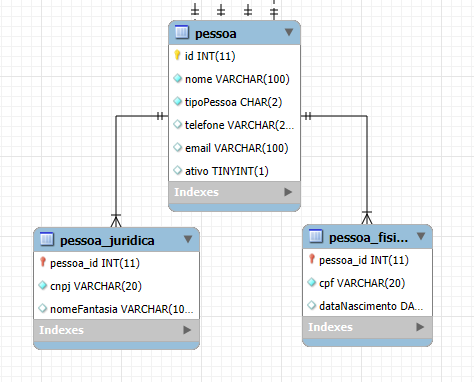 pessoa
id INT(11)
nome VARCHAR(100)
tipoPessoa CHAR(2)
telefone VARCHAR(2...
email VARCHAR(100)
ativo TINYINT(1)
Indexes
pessoa_juridica
pessoa_id INT(11)
cnpj VARCHAR(20)
nomeFantasia VARCHAR(10...
Indexes
pessoa_fisi...
pessoa_id INT(11)
cpf VARCHAR(20)
dataNascimento DA...
Indexes